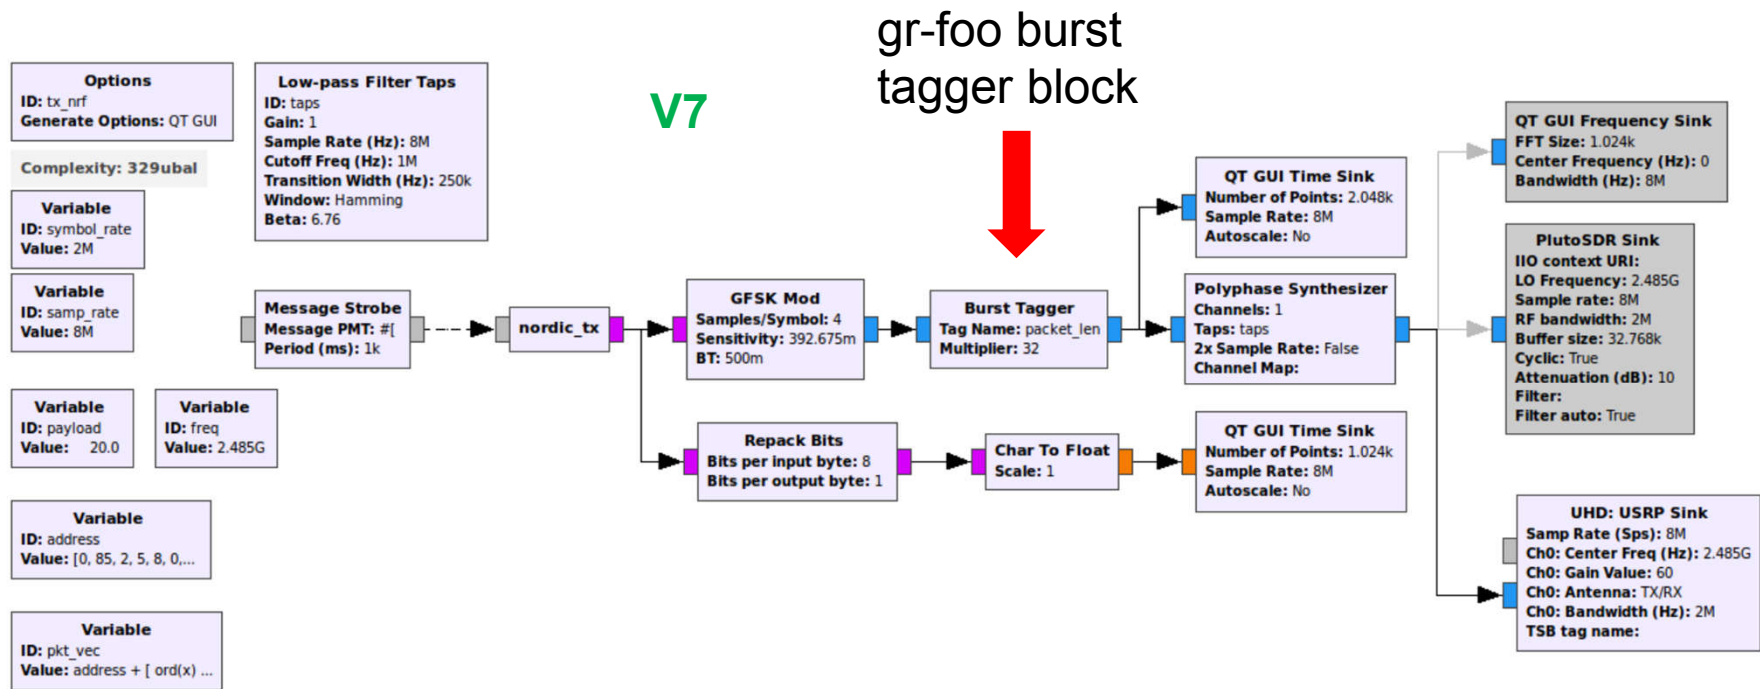 gr-foo burst
tagger block
V7
Options
ID: tx_nrf
Generate Options: QT GUI
Complexity: 329ubal
Low-pass Filter Taps
ID: taps
Gain: 1
Sample Rate (Hz): 8M
Cutoff Freq (Hz): 1M
Transition Width (Hz): 250k
Window: Hamming
Beta: 6.76
Variable
ID: symbol_rate
Value: 2M
Variable
ID: samp_rate
Value: 8M
Message Strobe
Message PMT: #[
Period (ms): 1k
nordic_tx
GFSK Mod
Samples/Symbol: 4
Sensitivity: 392.675m
BT: 500m
Burst Tagger
Tag Name: packet_len
Multiplier: 32
QT GUI Time Sink
Number of Points: 2.048k
Sample Rate: 8M
Autoscale: No
Polyphase Synthesizer
Channels: 1
Taps: taps
2x Sample Rate: False
Channel Map:
QT GUI Frequency Sink
FFT Size: 1.024k
Center Frequency (Hz): 0
Bandwidth (Hz): 8M
PlutoSDR Sink
IIO context URI:
LO Frequency: 2.485G
Sample rate: 8M
RF bandwidth: 2M
Buffer size: 32.768k
Cyclic: True
Attenuation (dB): 10
Filter:
Filter auto: True
Variable
ID: payload
Value: 20.0
Variable
ID: freq
Value: 2.485G
Repack Bits
Bits per input byte: 8
Bits per output byte: 1
Char To Float
Scale: 1
QT GUI Time Sink
Number of Points: 1.024k
Sample Rate: 8M
Autoscale: No
Variable
ID: address
Value: [0, 85, 2, 5, 8, 0,...
UHD: USRP Sink
Samp Rate (Sps): 8M
Ch0: Center Freq (Hz): 2.485G
Ch0: Gain Value: 60
Ch0: Antenna: TX/RX
Ch0: Bandwidth (Hz): 2M
TSB tag name:
Variable
ID: pkt_vec
Value: address + [ ord(x) ...